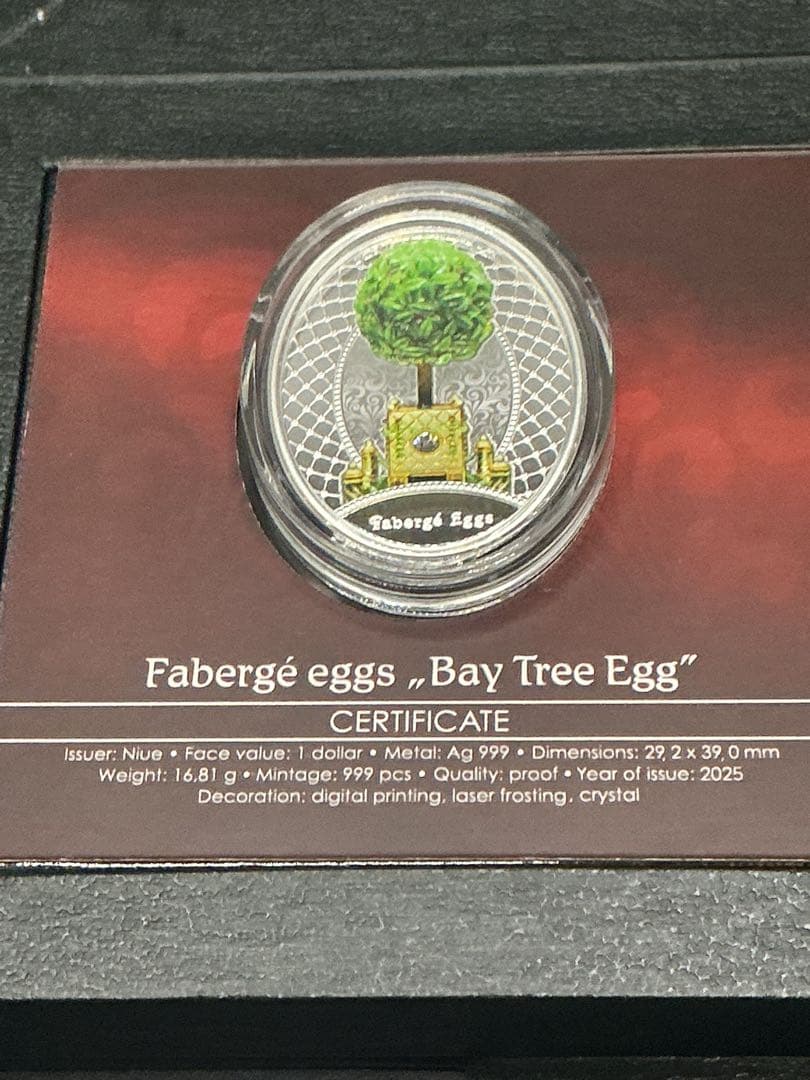 Fabergé Eggs
Fabergé eggs „Bay Tree Egg”
CERTIFICATE
Issuer: Niue • Face value: 1 dollar • Metal: Ag 999 • Dimensions: 29,2 x 39,0 mm
Weight: 16,81 g • Mintage: 999 pcs • Quality: proof • Year of issue: 2025
Decoration: digital printing, laser frosting, crystal